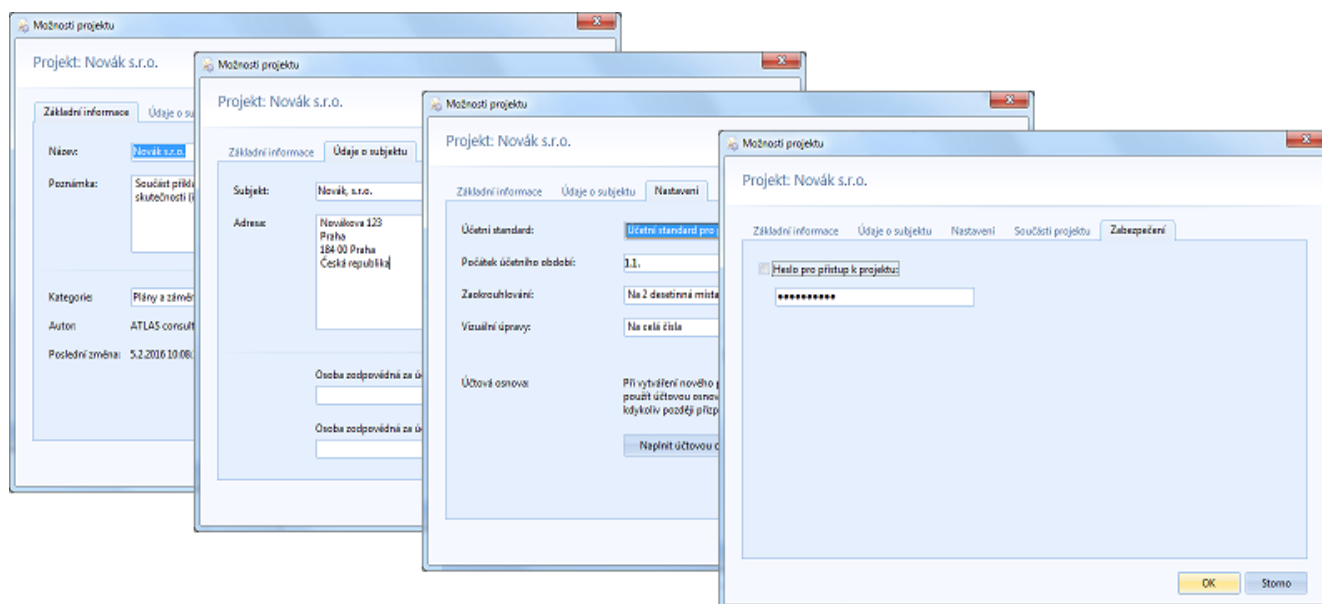 Možnosti projektu
Projekt: Novák s.r.o.
Základní informace Údaje o
Název: Novák s.r.o.
Poznámka: Součást
skutečnosti
Kategorie: Plány a
Autor: ATLAS consult
Poslední změna: 5.2.2016 10:08:
Možnosti projektu
Projekt: Novák s.r.o.
Základní informace Údaje o subjektu
Subjekt: Novák, s.r.o.
Adresa: Novákova 123
Praha
184 00 Praha
Česká republika
Osoba zodpovědná za
Osoba zodpovědná za
Možnosti projektu
Projekt: Novák s.r.o.
Základní informace Údaje o subjektu Nastavení
Účetní standard: Účetní standard pro
Počátek účetního období: 1.1.
Zaokrouhlování: Na 2 desetinná místa
Vizuální úpravy: Na celá čísla
Účtová osnova: Při vytváření nového
použít účtovou
kdykoliv později
Naplnit účtovou
Možnosti projektu
Projekt: Novák s.r.o.
Základní informace Údaje o subjektu Nastavení Součásti projektu Zabezpečení
Heslo pro přístup k projektu:
OK Storno